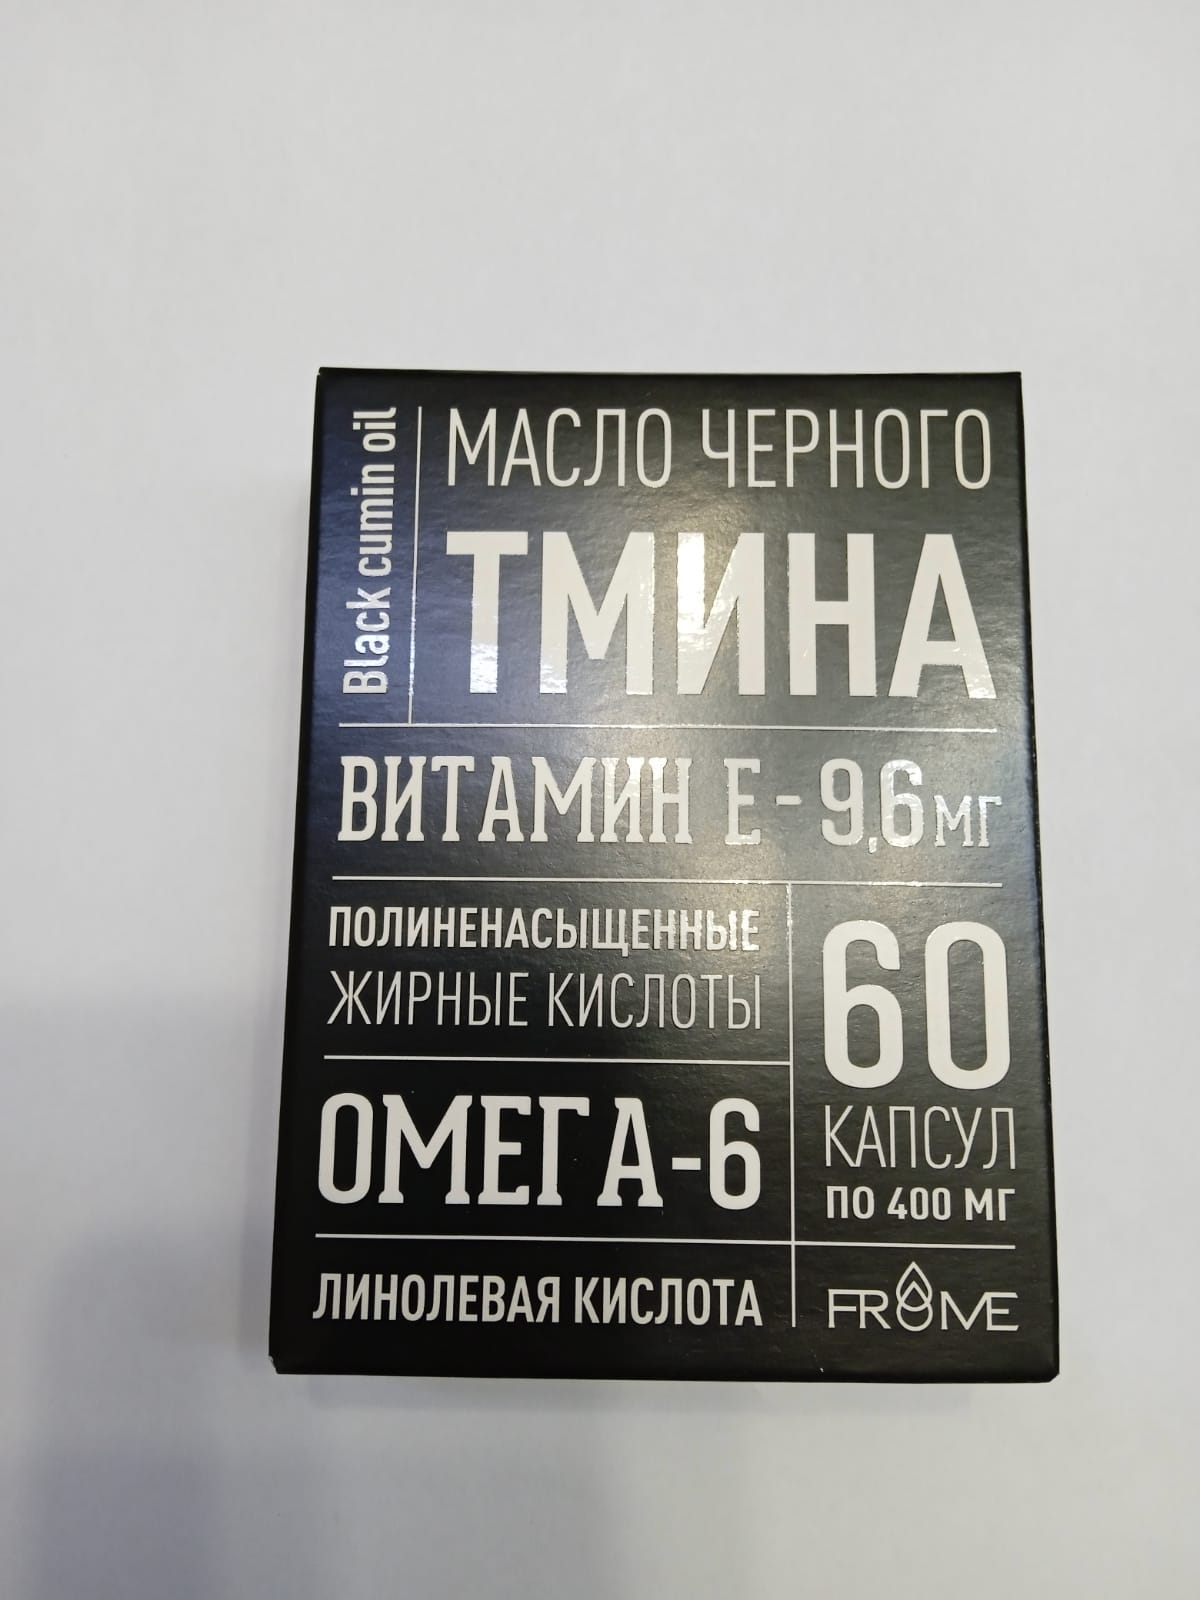 Black cumin oil
МАСЛО ЧЕРНОГО
ТМИНА
ВИТАМИН Е - 9,6 мг
ПОЛИНЕНАСЫЩЕННЫЕ
ЖИРНЫЕ КИСЛОТЫ
ОМЕГА-6
ЛИНОЛЕВАЯ КИСЛОТА
60
КАПСУЛ
ПО 400 МГ
FROME